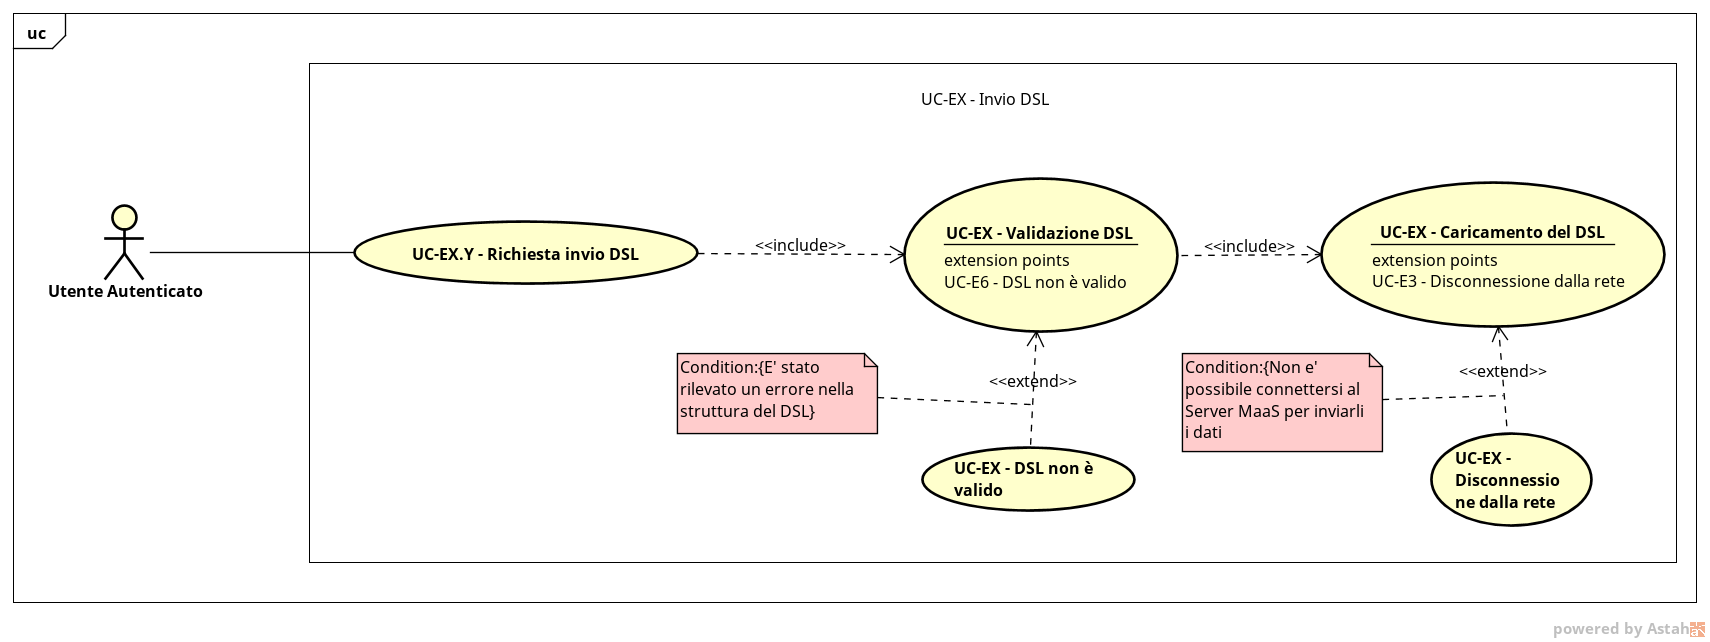 uc
UC-EX - Invio DSL
Utente Autenticato
UC-EX.Y - Richiesta invio DSL
<<include>>
UC-EX - Validazione DSL
extension points
UC-E6 - DSL non è valido
<<include>>
UC-EX - Caricamento del DSL
extension points
UC-E3 - Disconnessione dalla rete
Condition:{E' stato
rilevato un errore nella
struttura del DSL}
<<extend>>
Condition:{Non e'
possibile connettersi al
Server MaaS per inviarli
i dati
<<extend>>
UC-EX - DSL non è
valido
UC-EX -
Disconnessio
ne dalla rete
powered by Astah